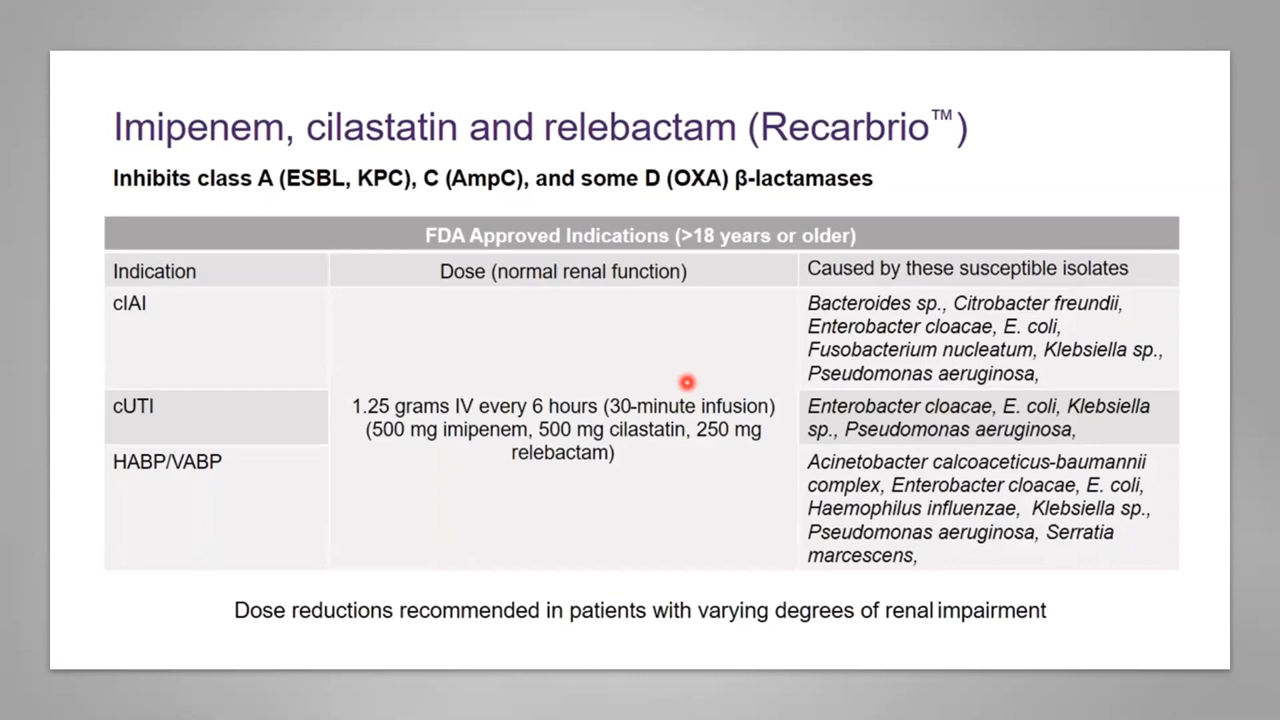 Imipenem, cilastatin and relebactam (Recarbrio™)
Inhibits class A (ESBL, KPC), C (AmpC), and some D (OXA) β-lactamases
FDA Approved Indications (>18 years or older)
Indication
Dose (normal renal function)
Caused by these susceptible isolates
cIAI
Bacteroides sp., Citrobacter freundii,
Enterobacter cloacae, E. coli,
Fusobacterium nucleatum, Klebsiella sp.,
Pseudomonas aeruginosa,
1.25 grams IV every 6 hours (30-minute infusion)
(500 mg imipenem, 500 mg cilastatin, 250 mg
relebactam)
cUTI
Enterobacter cloacae, E. coli, Klebsiella
sp., Pseudomonas aeruginosa,
HABP/VABP
Acinetobacter calcoaceticus-baumannii
complex, Enterobacter cloacae, E. coli,
Haemophilus influenzae, Klebsiella sp.,
Pseudomonas aeruginosa, Serratia
marcescens,
Dose reductions recommended in patients with varying degrees of renal impairment